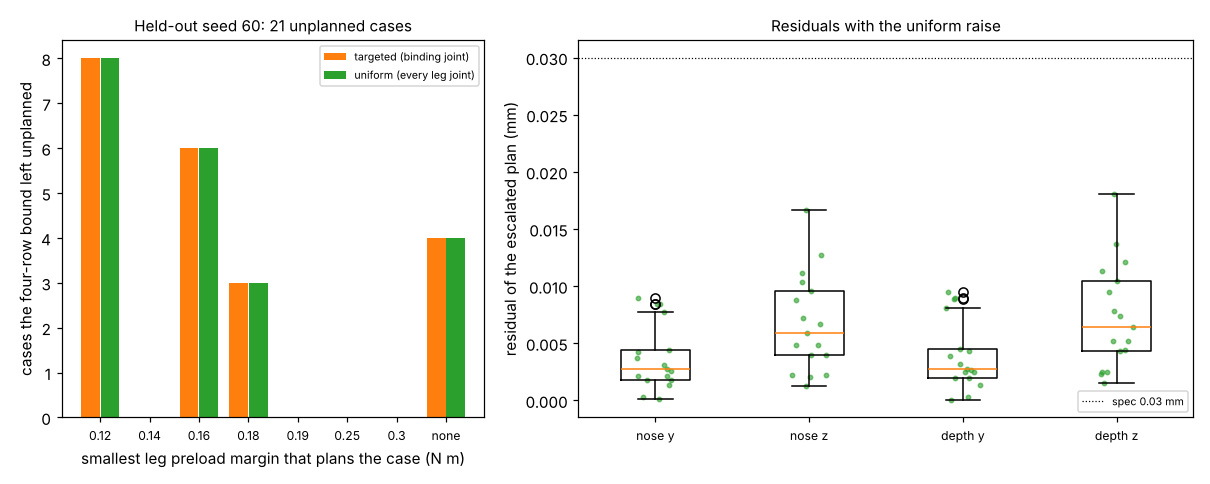 Held-out seed 60: 21 unplanned cases
cases the four-row bound left unplanned
8
7
6
5
4
3
2
1
0
targeted (binding joint)
uniform (every leg joint)
0.12 0.14 0.16 0.18 0.19 0.25 0.3 none
smallest leg preload margin that plans the case (N m)
Residuals with the uniform raise
residual of the escalated plan (mm)
0.030
0.025
0.020
0.015
0.010
0.005
0.000
spec 0.03 mm
nose y nose z depth y depth z